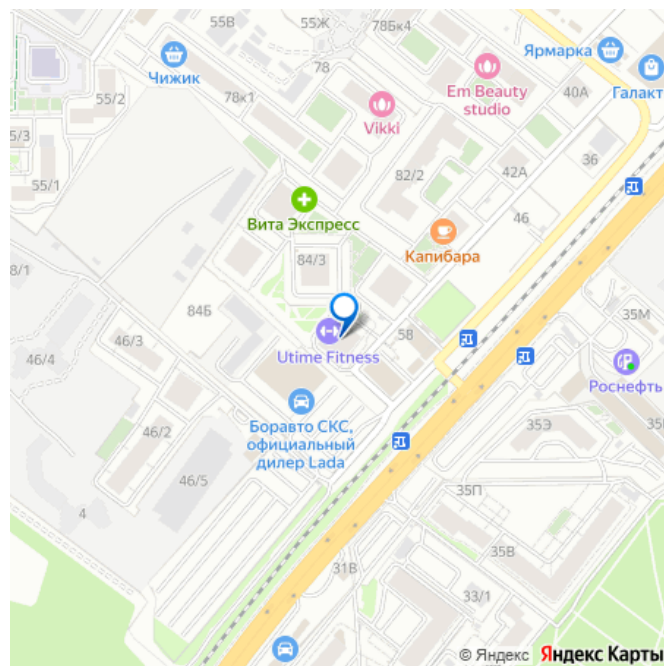 55В
55Ж
78Бк4
Ярмарка
Чижик
78
Em Beauty
studio
40А
Галакт
55/2
78к1
Vikki
5/3
36
55/1
82/2
42А
46
Вита Экспресс
Капибара
84/3
8/1
84Б
58
35М
46/3
Utime Fitness
46/4
Роснефть
Боравто СКС,
официальный
дилер Lada
46/2
35Э
46/5
35П
4
35В
31В
33/1
© Яндекс Яндекс Карты